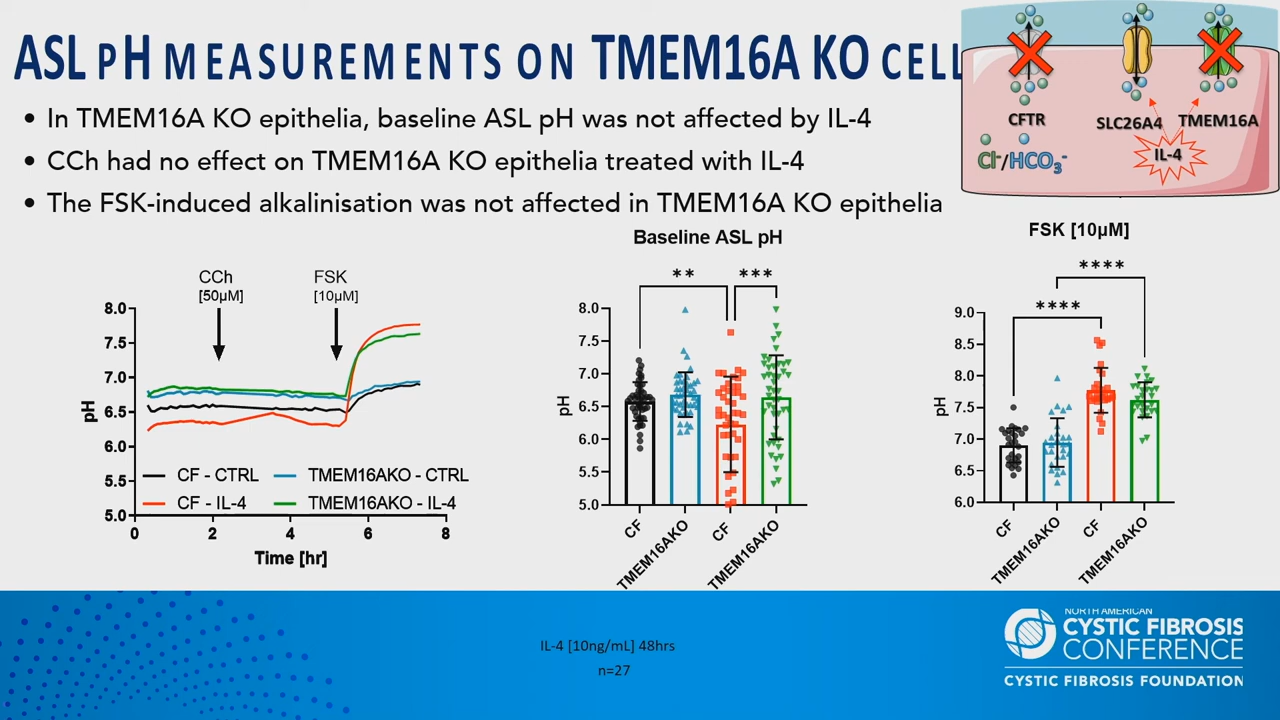 ASL pH MEASUREMENTS ON TMEM16A KO CELL
• In TMEM16A KO epithelia, baseline ASL pH was not affected by IL-4
• CCh had no effect on TMEM16A KO epithelia treated with IL-4
• The FSK-induced alkalinisation was not affected in TMEM16A KO epithelia
CFTR
SLC26A4
TMEM16A
Cl⁻/HCO₃⁻
IL-4
CCh
[50µM]
FSK
[10µM]
8.0
7.5
7.0
6.5
6.0
5.5
5.0
pH
CF - CTRL
TMEM16AKO - CTRL
CF - IL-4
TMEM16AKO - IL-4
0
2
4
6
8
Time [hr]
Baseline ASL pH
**
***
8.0
7.0
6.5
6.0
5.5
5.0
pH
CF
TMEM16AKO
CF
TMEM16AKO
FSK [10µM]
****
****
9.0
8.5
8.0
7.5
7.0
6.5
6.0
pH
CF
TMEM16AKO
CF
TMEM16AKO
IL-4 [10ng/mL] 48hrs
n=27
NORTH AMERICAN
CYSTIC FIBROSIS
CONFERENCE
CYSTIC FIBROSIS FOUNDATION